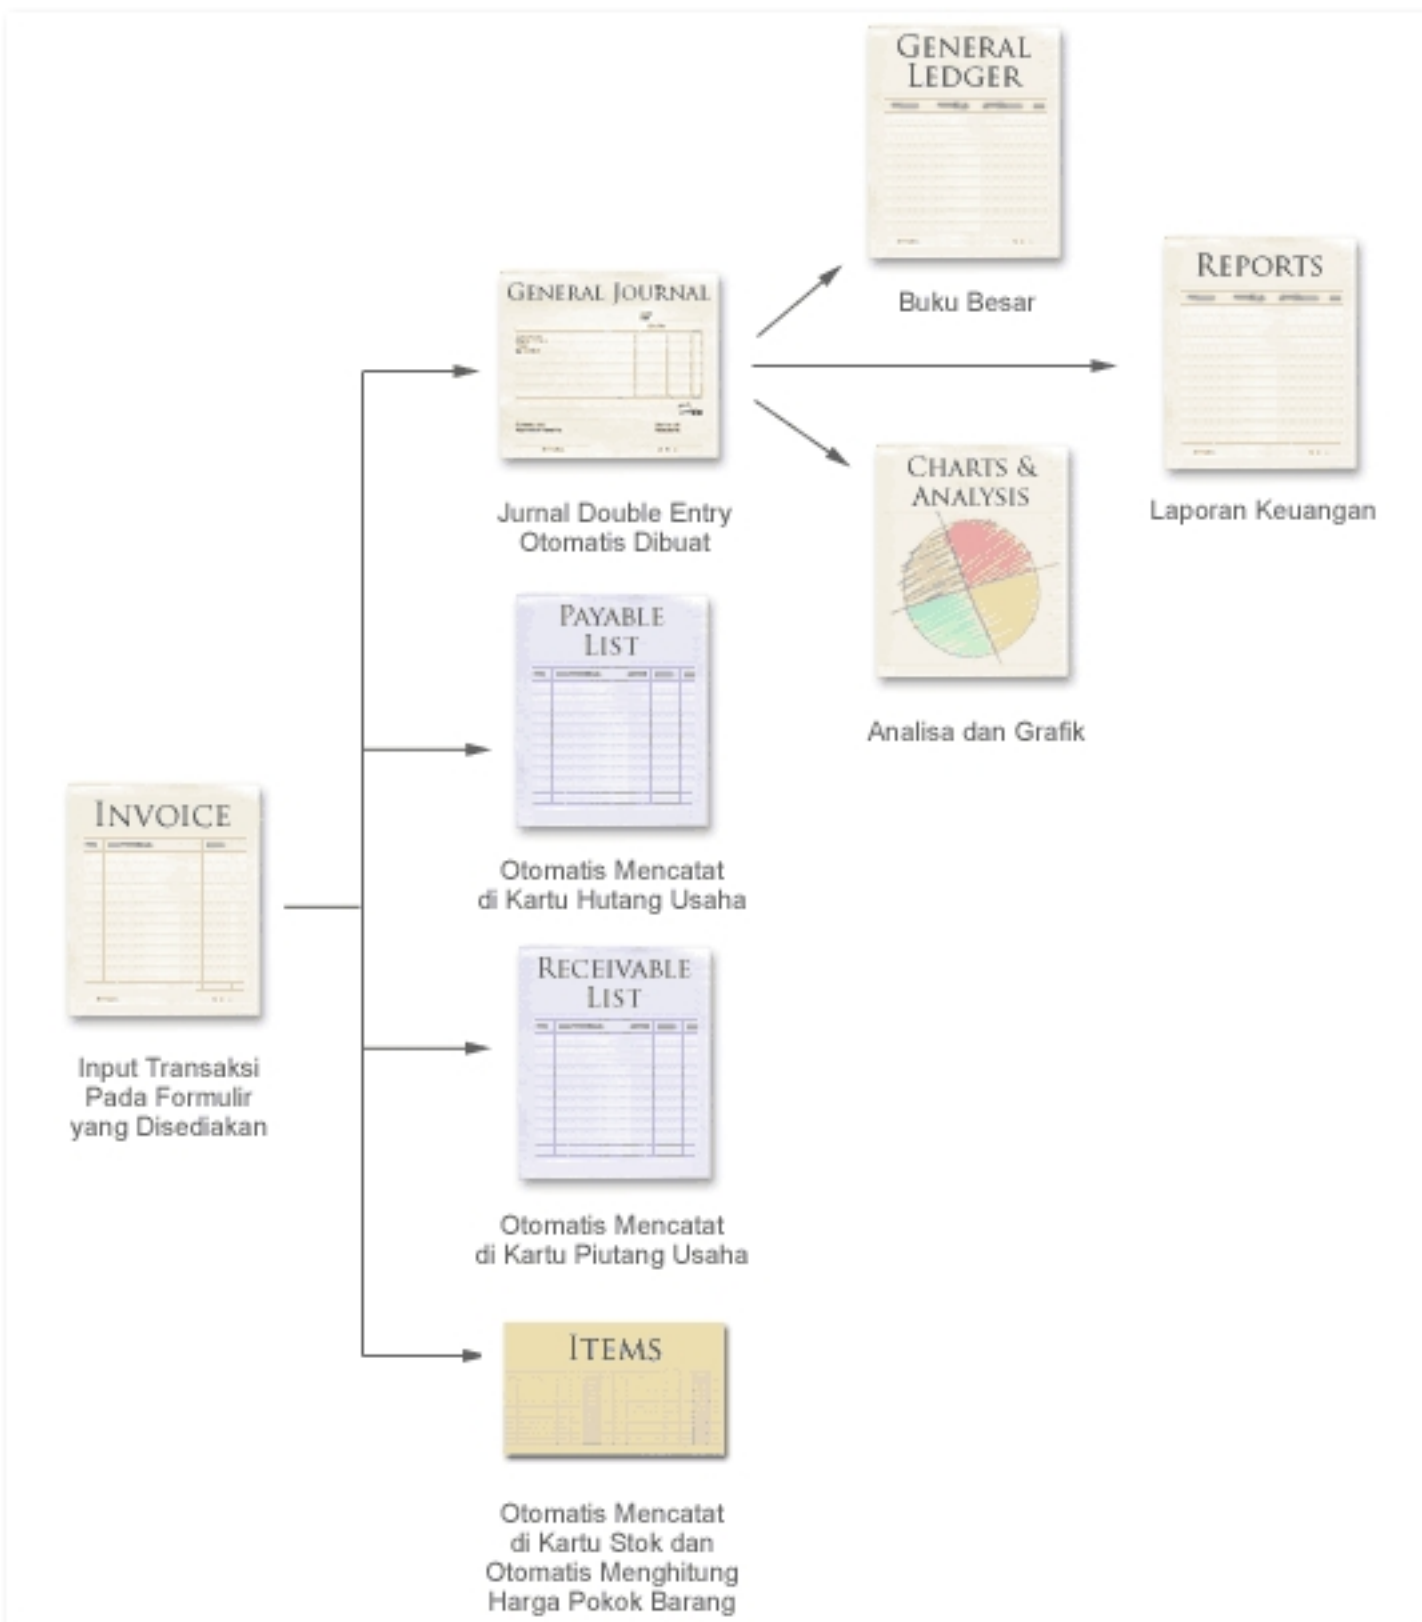 GENERAL
LEDGER
Buku Besar
REPORTS
Laporan Keuangan
GENERAL JOURNAL
Jurnal Double Entry
Otomatis Dibuat
CHARTS &
ANALYSIS
Analisa dan Grafik
PAYABLE
LIST
Otomatis Mencatat
di Kartu Hutang Usaha
INVOICE
Input Transaksi
Pada Formulir
yang Disediakan
RECEIVABLE
LIST
Otomatis Mencatat
di Kartu Piutang Usaha
ITEMS
Otomatis Mencatat
di Kartu Stok dan
Otomatis Menghitung
Harga Pokok Barang